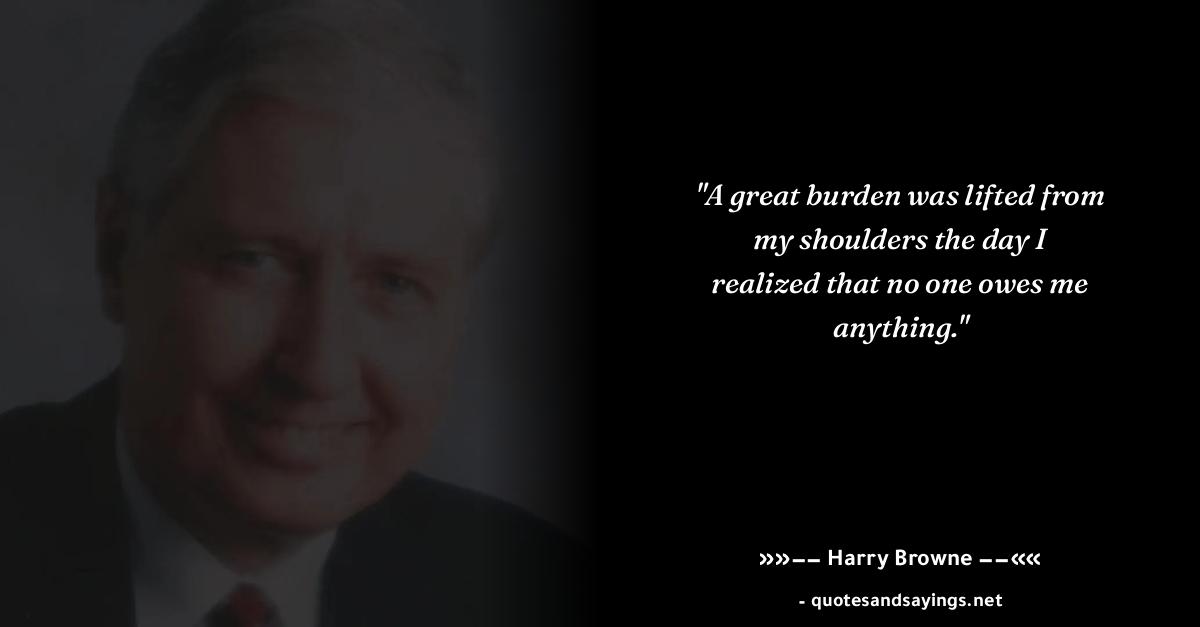 "A great burden was lifted from
my shoulders the day I
realized that no one owes me
anything."
»»−− Harry Browne −−««
- quotesandsayings.net